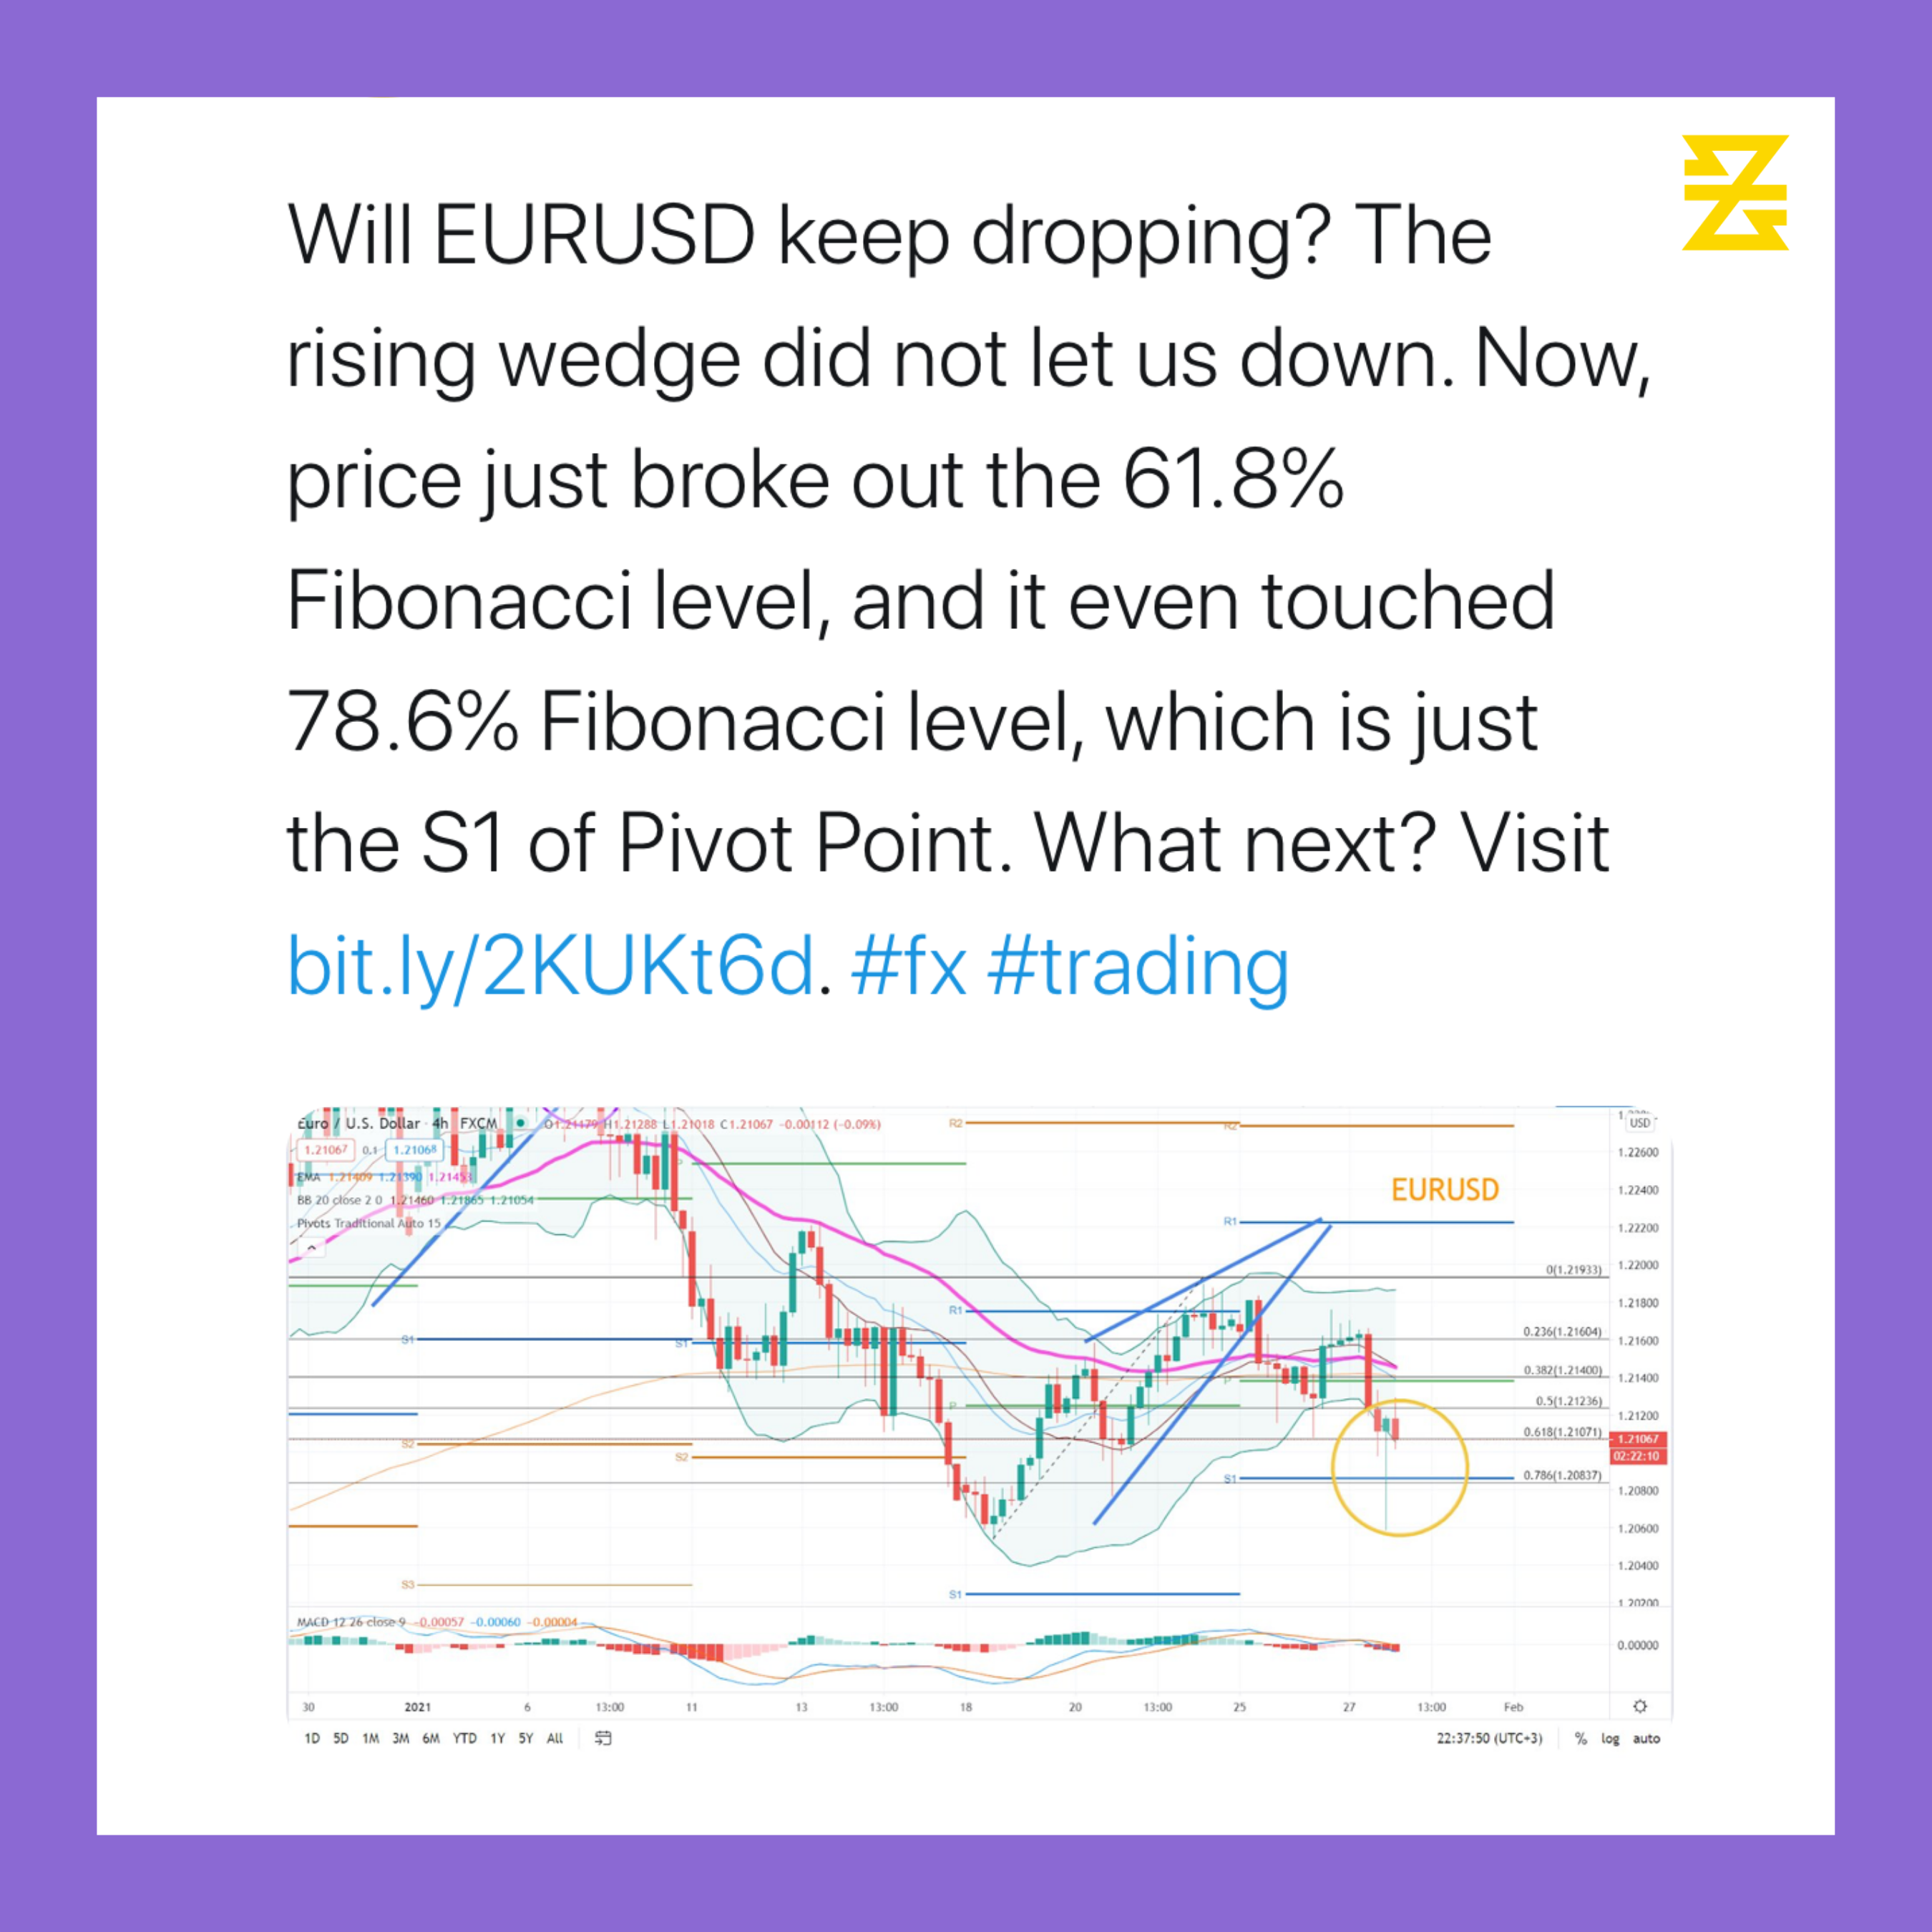 Will EURUSD keep dropping? The
rising wedge did not let us down. Now,
price just broke out the 61.8%
Fibonacci level, and it even touched
78.6% Fibonacci level, which is just
the S1 of Pivot Point. What next? Visit
bit.ly/2KUKt6d. #fx #trading
Euro / U.S. Dollar 4h FXCM O1.21179 H1.21288 L1.21018 C1.21067 -0.00112 (-0.09%)
R2
R2
USD
1.21067 0.1 1.21068
1.22600
P
EMA 1.21409 1.21390 1.21453
EURUSD
1.22400
BB 20 close 2 0 1.21460 1.21865 1.21054
Pivots Traditional Auto 15
R1
1.22200
0(1.21933)
1.22000
R1
1.21800
S1
S1
0.236(1.21604)
1.21600
0.382(1.21400)
1.21400
P
P
0.5(1.21236)
1.21200
0.618(1.21071)
1.21067
S2
S2
02:22:10
S1
0.786(1.20837)
1.20800
1.20600
1.20400
S3
S1
1.20200
MACD 12 26 close 9 -0.00057 -0.00060 -0.00004
0.00000
30 2021 6 13:00 11 13 13:00 18 20 13:00 25 27 13:00 Feb
1D 5D 1M 3M 6M YTD 1Y 5Y All 22:37:50 (UTC+3) % log auto